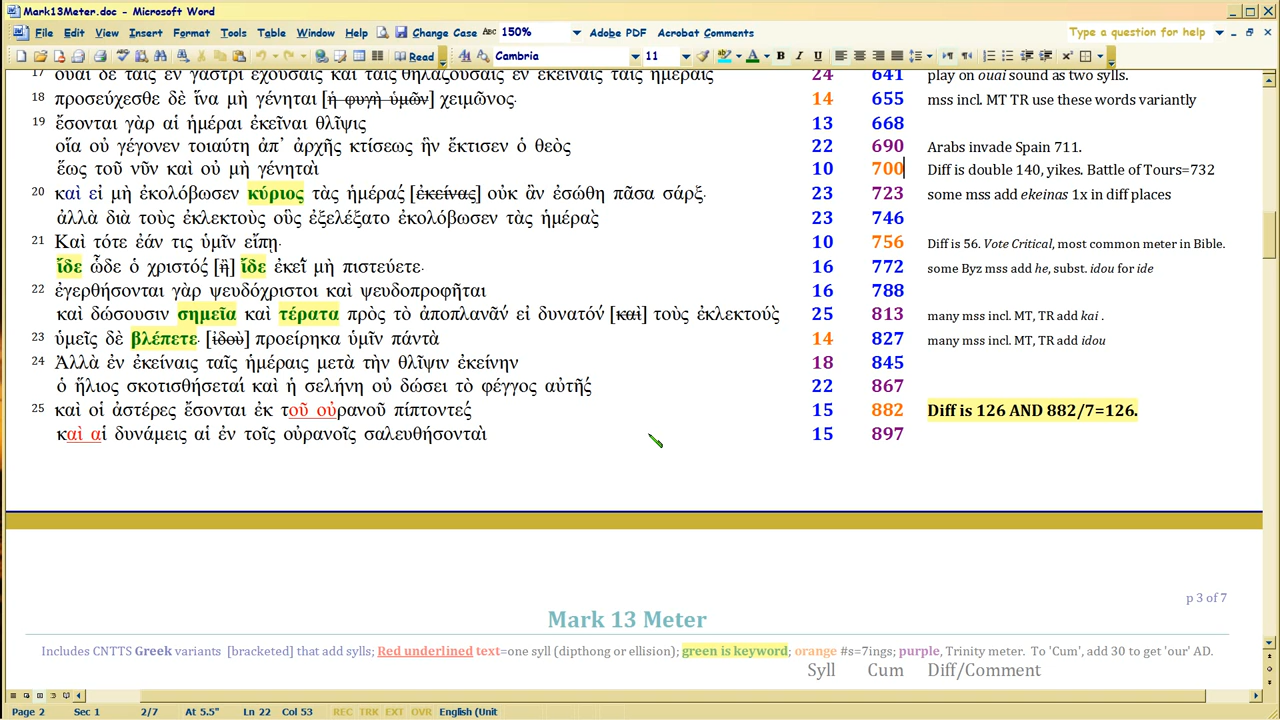 Mark13Meter.doc - Microsoft Word
File Edit View Insert Format Tools Table Window Help Change Case 150% Adobe PDF Acrobat Comments Type a question for help
Read Cambria 11 B I U
17 οὐαὶ δὲ ταῖς ἐν γαστρὶ ἐχούσαις καὶ ταῖς θηλαζούσαις ἐν ἐκείναις ταῖς ἡμέραις 24 641 play on ouai sound as two sylls.
18 προσεύχεσθε δὲ ἵνα μὴ γένηται [ἡ φυγὴ ὑμῶν] χειμῶνος· 14 655 mss incl. MT TR use these words variantly
19 ἔσονται γὰρ αἱ ἡμέραι ἐκεῖναι θλῖψις 13 668
οἵα οὐ γέγονεν τοιαύτη ἀπ᾽ ἀρχῆς κτίσεως ἣν ἔκτισεν ὁ θεὸς 22 690 Arabs invade Spain 711.
ἕως τοῦ νῦν καὶ οὐ μὴ γένηταὶ 10 700 Diff is double 140, yikes. Battle of Tours=732
20 καὶ εἰ μὴ ἐκολόβωσεν κύριος τὰς ἡμέρας [ἐκείνας] οὐκ ἂν ἐσώθη πᾶσα σάρξ· 23 723 some mss add ekeinas 1x in diff places
ἀλλὰ διὰ τοὺς ἐκλεκτοὺς οὓς ἐξελέξατο ἐκολόβωσεν τὰς ἡμέρας 23 746
21 Καὶ τότε ἐάν τις ὑμῖν εἴπῃ· 10 756 Diff is 56. Vote Critical, most common meter in Bible.
ἴδε ὧδε ὁ χριστός [ἢ] ἴδε ἐκεῖ μὴ πιστεύετε· 16 772 some Byz mss add he, subst. idou for ide
22 ἐγερθήσονται γὰρ ψευδόχριστοι καὶ ψευδοπροφῆται 16 788
καὶ δώσουσιν σημεῖα καὶ τέρατα πρὸς τὸ ἀποπλανᾶν εἰ δυνατόν [καὶ] τοὺς ἐκλεκτούς 25 813 many mss incl. MT, TR add kai .
23 ὑμεῖς δὲ βλέπετε· [ἰδοὺ] προείρηκα ὑμῖν πάντὰ 14 827 many mss incl. MT, TR add idou
24 Ἀλλὰ ἐν ἐκείναις ταῖς ἡμέραις μετὰ τὴν θλῖψιν ἐκείνην 18 845
ὁ ἥλιος σκοτισθήσεται καὶ ἡ σελήνη οὐ δώσει τὸ φέγγος αὐτῆς 22 867
25 καὶ οἱ ἀστέρες ἔσονται ἐκ τοῦ οὐρανοῦ πίπτοντες 15 882 Diff is 126 AND 882/7=126.
καὶ αἱ δυνάμεις αἱ ἐν τοῖς οὐρανοῖς σαλευθήσονταὶ 15 897
p 3 of 7
Mark 13 Meter
Includes CNTTS Greek variants [bracketed] that add sylls; Red underlined text=one syll (dipthong or ellision); green is keyword; orange #s=7ings; purple, Trinity meter. To 'Cum', add 30 to get 'our' AD.
Syll Cum Diff/Comment
Page 2 Sec 1 2/7 At 5.5" Ln 22 Col 53 REC TRK EXT OVR English (Unit